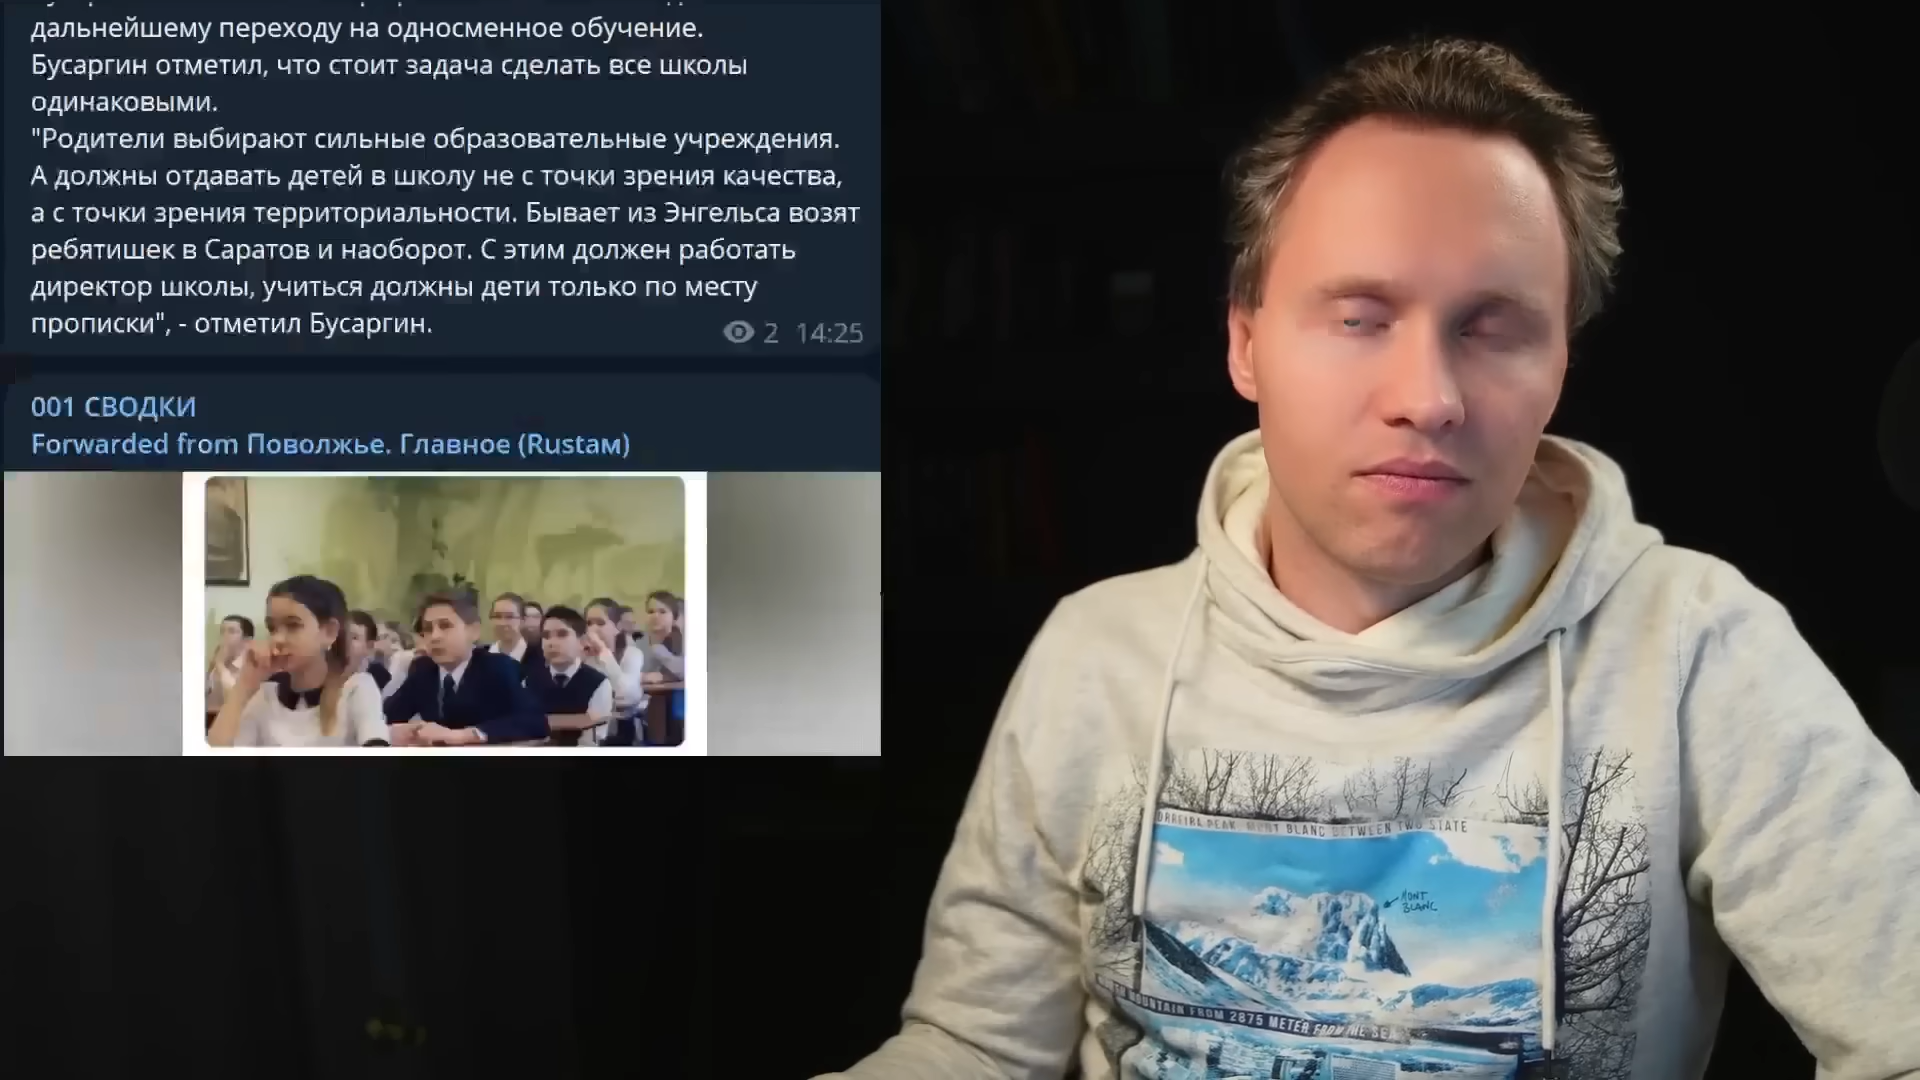 дальнейшему переходу на односменное обучение.
Бусаргин отметил, что стоит задача сделать все школы
одинаковыми.
"Родители выбирают сильные образовательные учреждения.
А должны отдавать детей в школу не с точки зрения качества,
а с точки зрения территориальности. Бывает из Энгельса возят
ребятишек в Саратов и наоборот. С этим должен работать
директор школы, учиться должны дети только по месту
прописки", - отметил Бусаргин.
2 14:25
001 СВОДКИ
Forwarded from Поволжье. Главное (Rustам)
PEAK MONT BLANC BETWEEN TWO STATE
MONT
BLANC
MOUNTAIN FROM 2875 METER FROM THE SEA